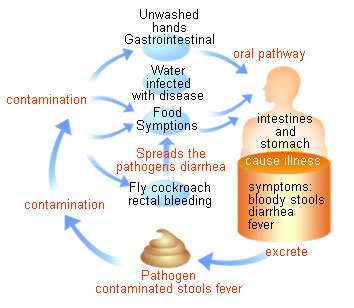 Unwashed
hands
Gastrointestinal
oral pathway
Water
infected
with disease
contamination
Food
Symptions
intestines
and
stomach
Spreads the
pathogens diarrhea
cause illness
Fly cockroach
rectal bleeding
symptoms:
bloody stools
diarrhea
fever
contamination
excrete
Pathogen
contaminated stools fever